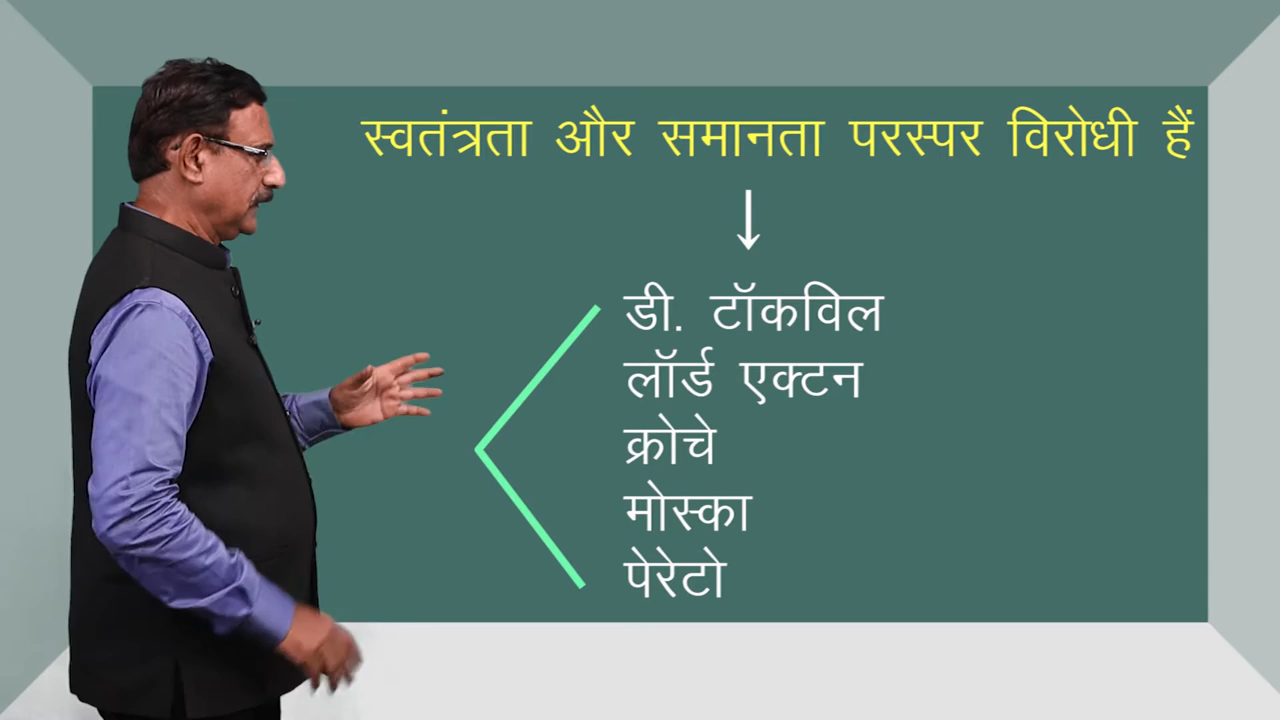 स्वतंत्रता और समानता परस्पर विरोधी हैं
डी. टॉकविल
लॉर्ड एक्टन
क्रोचे
मोस्का
पेरेटो